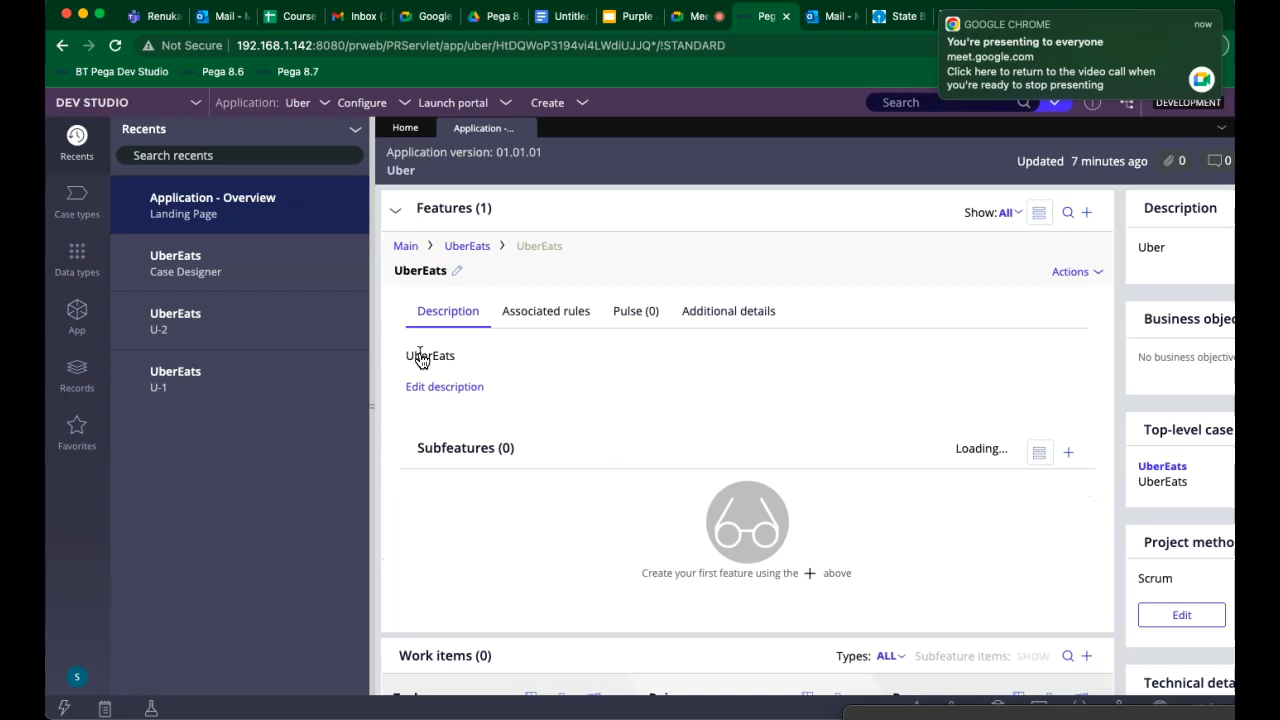 Renuka
Mail -
Course
Inbox (
Google
Pega 8.
Untitle
Purple
Mee
Pega
Mail -
State B
Not Secure
192.168.1.142:8080/prweb/PRServlet/app/uber/HtDQWoP3194vi4LWdiUJJQ*/!STANDARD
GOOGLE CHROME
now
You're presenting to everyone
meet.google.com
Click here to return to the video call when
you're ready to stop presenting
BT Pega Dev Studio
Pega 8.6
Pega 8.7
DEV STUDIO
Application: Uber
Configure
Launch portal
Create
Search
DEVELOPMENT
Recents
Case types
Data types
App
Records
Favorites
S
Recents
Search recents
Application - Overview
Landing Page
UberEats
Case Designer
UberEats
U-2
UberEats
U-1
Home
Application -...
Application version: 01.01.01
Uber
Updated 7 minutes ago
0
0
Features (1)
Show: All
Main
UberEats
UberEats
UberEats
Actions
Description
Associated rules
Pulse (0)
Additional details
UberEats
Edit description
Subfeatures (0)
Loading...
Create your first feature using the + above
Work items (0)
Types: ALL
Subfeature items: SHOW
Description
Uber
Business objec
No business objectiv
Top-level case
UberEats
UberEats
Project metho
Scrum
Edit
Technical deta